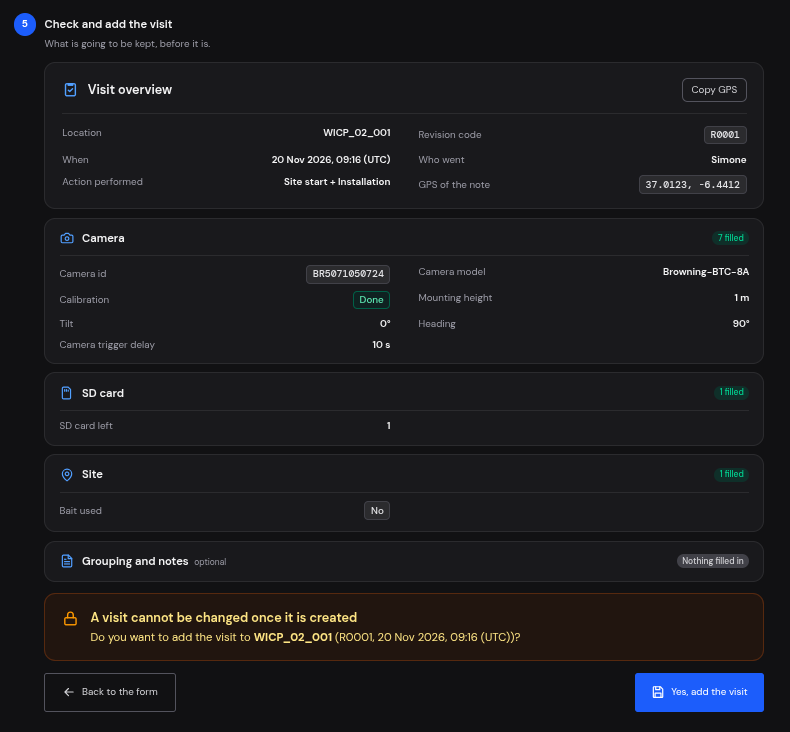 5 Check and add the visit
What is going to be kept, before it is.
Visit overview Copy GPS
Location WICP_02_001 Revision code R0001
When 20 Nov 2026, 09:16 (UTC) Who went Simone
Action performed Site start + Installation GPS of the note 37.0123, -6.4412
Camera 7 filled
Camera id BR5071050724 Camera model Browning-BTC-8A
Calibration Done Mounting height 1 m
Tilt 0° Heading 90°
Camera trigger delay 10 s
SD card 1 filled
SD card left 1
Site 1 filled
Bait used No
Grouping and notes optional Nothing filled in
A visit cannot be changed once it is created
Do you want to add the visit to WICP_02_001 (R0001, 20 Nov 2026, 09:16 (UTC))?
Back to the form Yes, add the visit